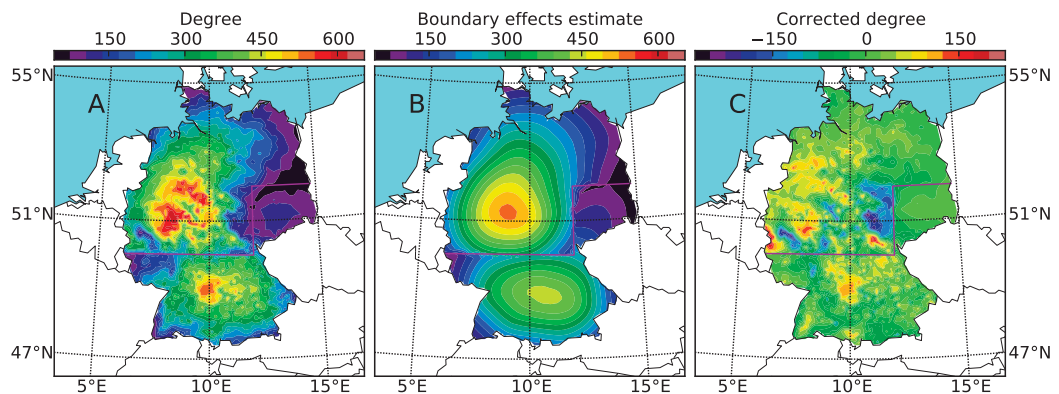 Degree
Boundary effects estimate
Corrected degree
150 300 450 600
150 300 450 600
−150 0 150
55°N
55°N
A
B
C
51°N
51°N
47°N
47°N
5°E 10°E 15°E
5°E 10°E 15°E
5°E 10°E 15°E